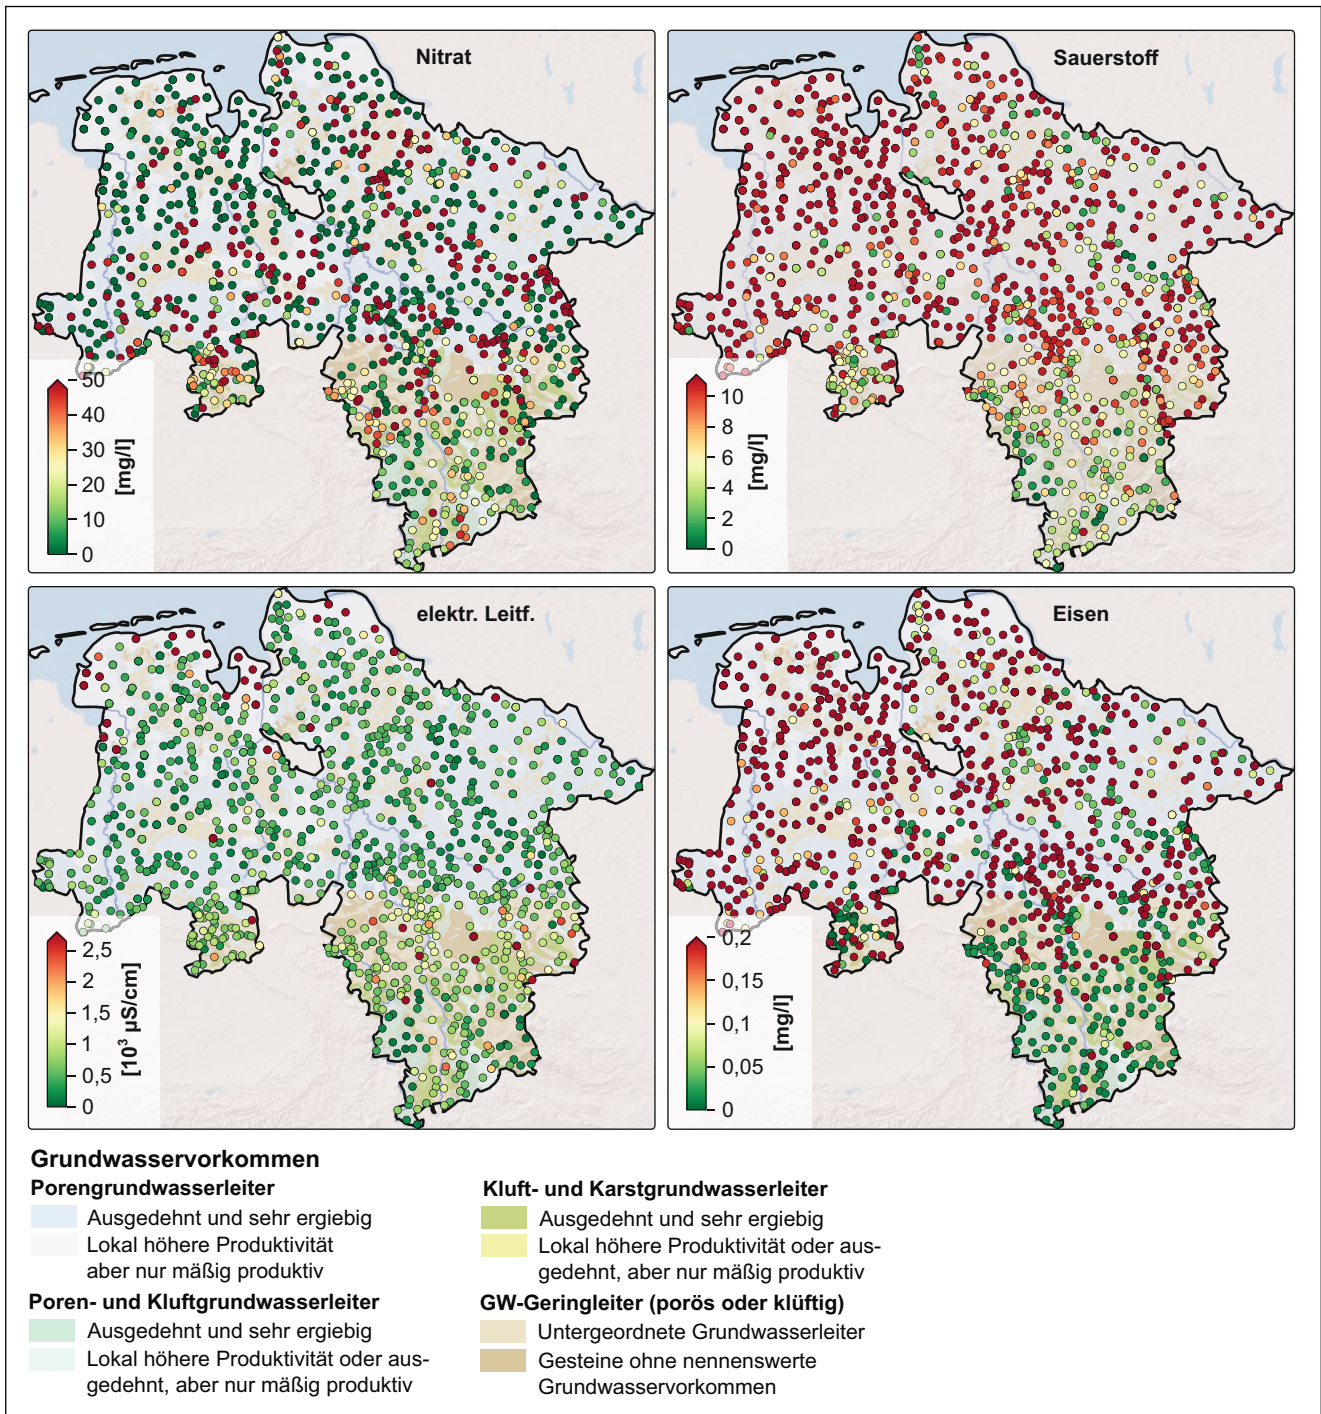 Nitrat
50
40
30
20
10
0
[mg/l]
Sauerstoff
10
8
6
4
2
0
[mg/l]
elektr. Leitf.
2,5
2
1,5
1
0,5
0
[10³ µS/cm]
Eisen
0,2
0,15
0,1
0,05
0
[mg/l]
Grundwasservorkommen
Porengrundwasserleiter
Ausgedehnt und sehr ergiebig
Lokal höhere Produktivität
aber nur mäßig produktiv
Poren- und Kluftgrundwasserleiter
Ausgedehnt und sehr ergiebig
Lokal höhere Produktivität oder aus-
gedehnt, aber nur mäßig produktiv
Kluft- und Karstgrundwasserleiter
Ausgedehnt und sehr ergiebig
Lokal höhere Produktivität oder aus-
gedehnt, aber nur mäßig produktiv
GW-Geringleiter (porös oder klüftig)
Untergeordnete Grundwasserleiter
Gesteine ohne nennenswerte
Grundwasservorkommen